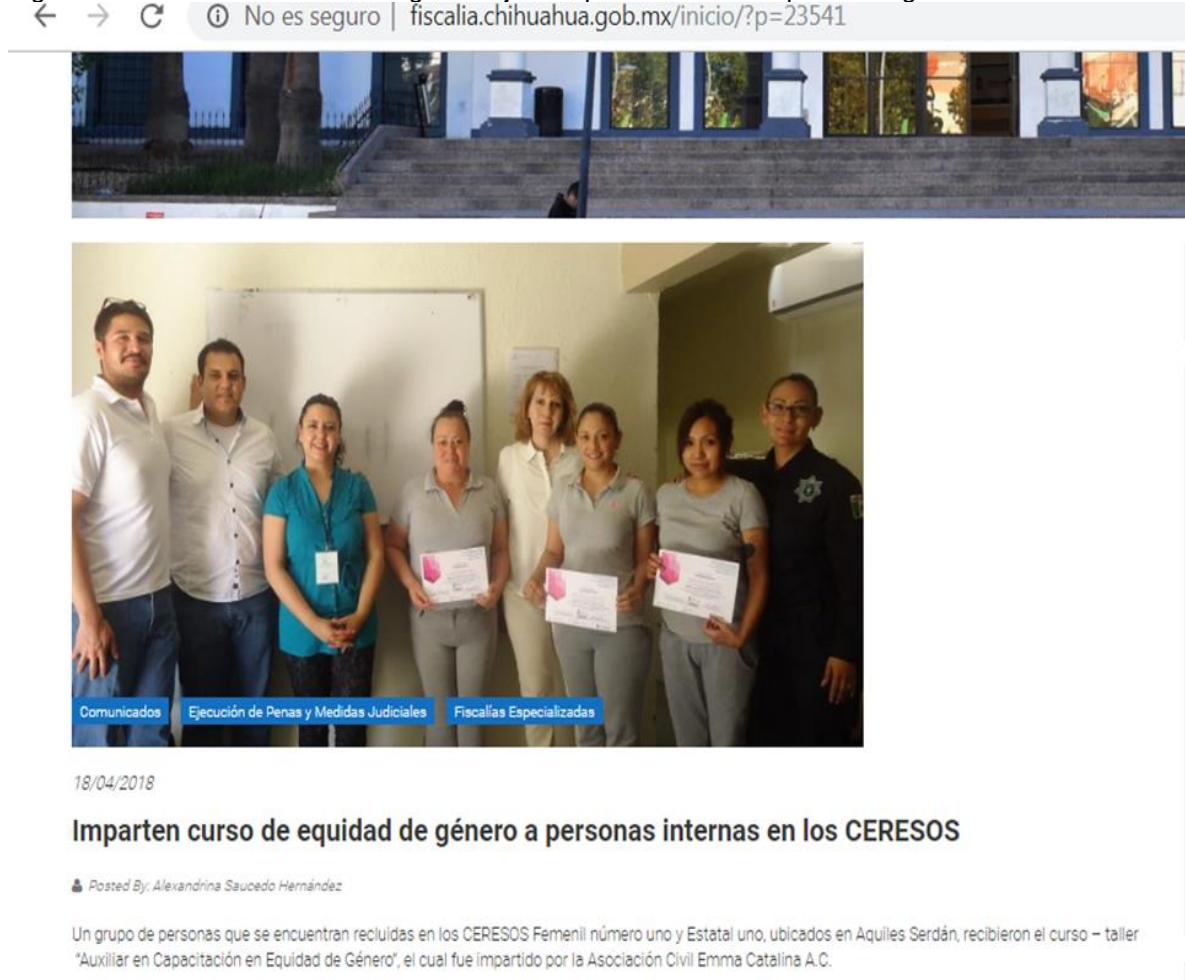 No es seguro | fiscalia.chihuahua.gob.mx/inicio/?p=23541
Comunicados Ejecución de Penas y Medidas Judiciales Fiscalías Especializadas
18/04/2018
Imparten curso de equidad de género a personas internas en los CERESOS
Posted By: Alexandrina Saucedo Hernández
Un grupo de personas que se encuentran recluidas en los CERESOS Femenil número uno y Estatal uno, ubicados en Aquiles Serdán, recibieron el curso – taller
"Auxiliar en Capacitación en Equidad de Género", el cual fue impartido por la Asociación Civil Emma Catalina A.C.